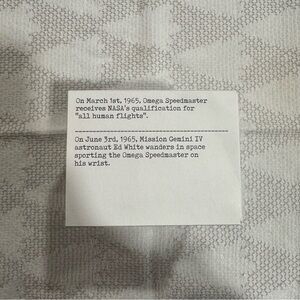 On March 1st, 1965, Omega Speedmaster
receives NASA's qualification for
"all human flights".
On June 3rd, 1965, Mission Gemini IV
astronaut Ed White wanders in space
sporting the Omega Speedmaster on
his wrist.